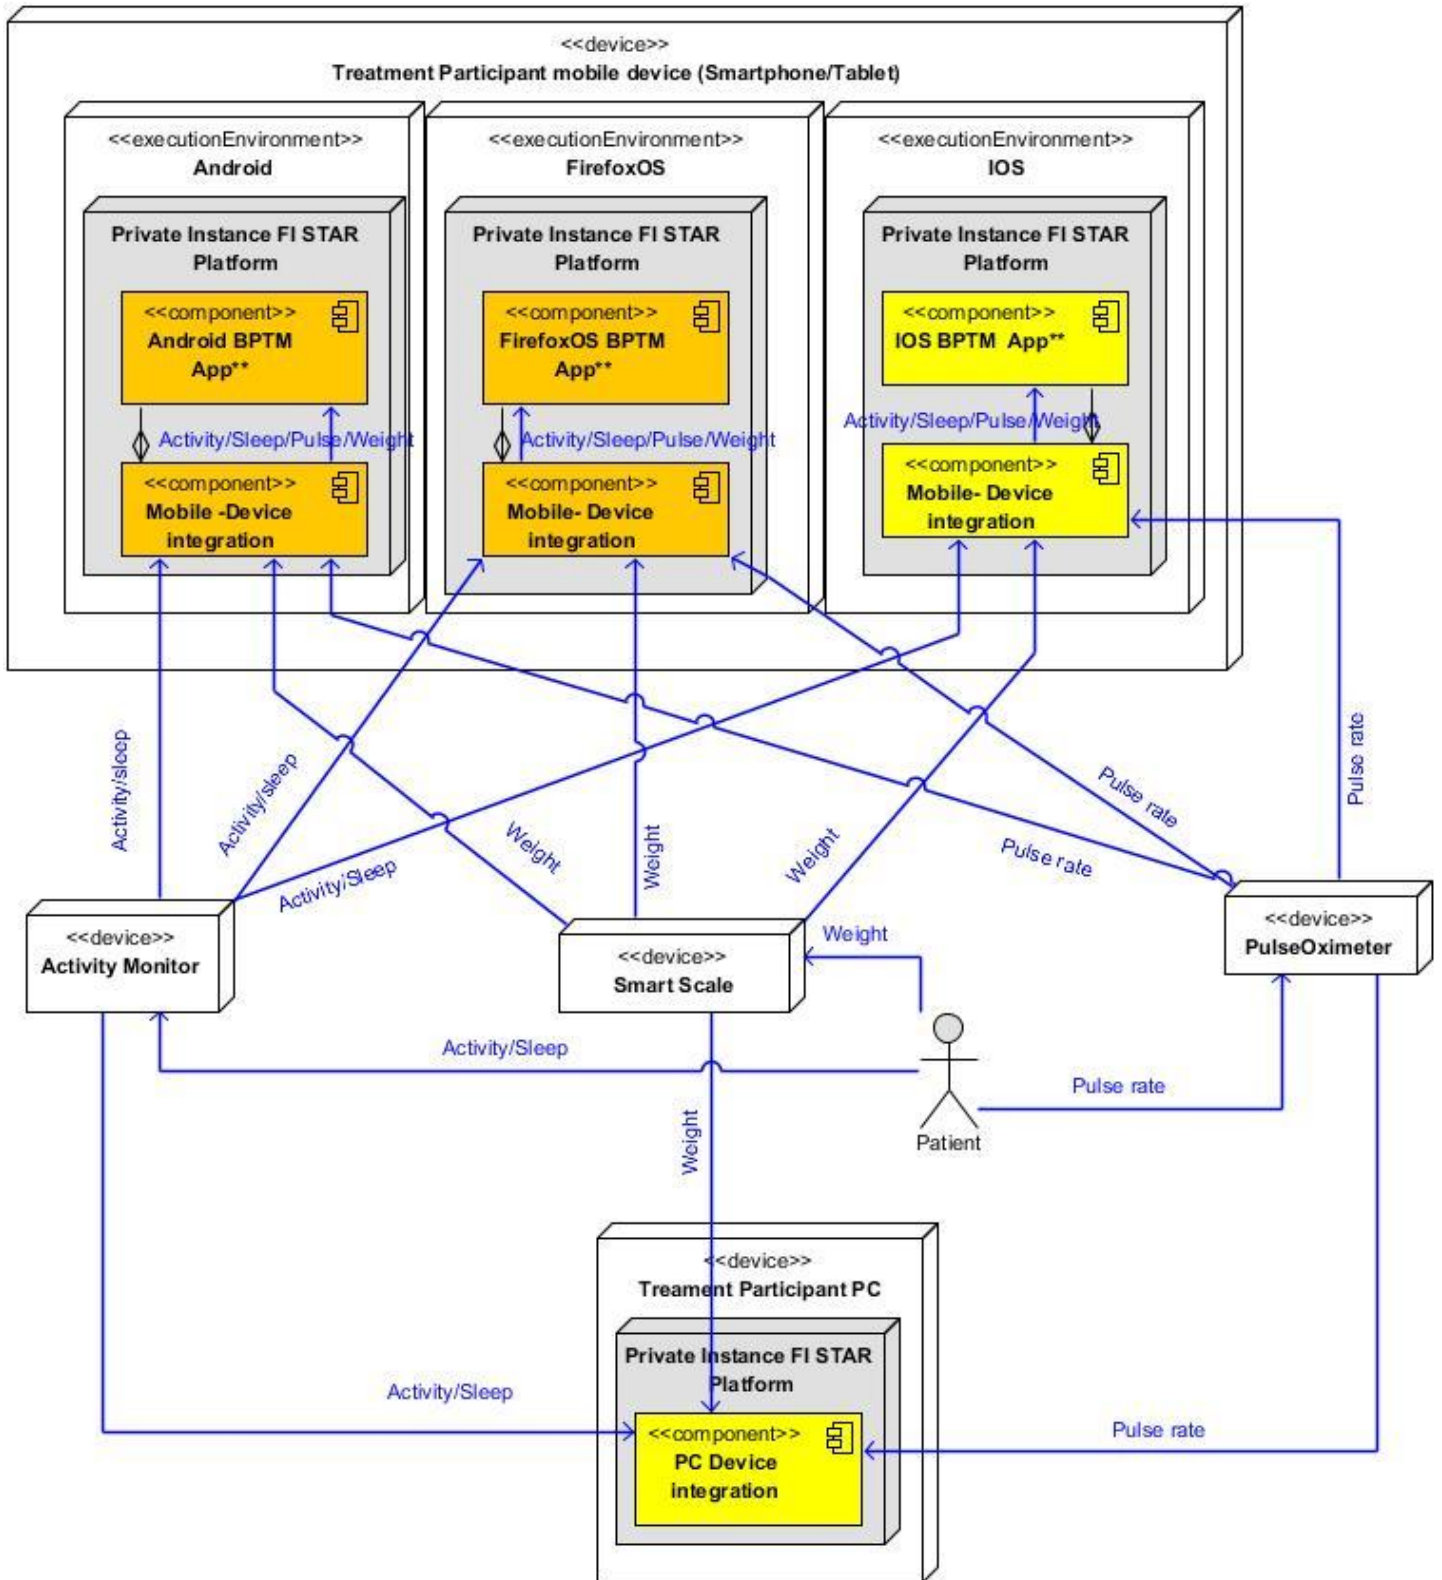 <<device>>
Treatment Participant mobile device (Smartphone/Tablet)
<<executionEnvironment>>
Android
<<executionEnvironment>>
FirefoxOS
<<executionEnvironment>>
IOS
Private Instance FI STAR
Platform
Private Instance FI STAR
Platform
Private Instance FI STAR
Platform
<<component>>
Android BPTM
App**
<<component>>
FirefoxOS BPTM
App**
<<component>>
IOS BPTM App**
Activity/Sleep/Pulse/Weight
Activity/Sleep/Pulse/Weight
Activity/Sleep/Pulse/Weight
<<component>>
Mobile -Device
integration
<<component>>
Mobile- Device
integration
<<component>>
Mobile- Device
integration
Activity/sleep
Activity/sleep
Activity/Sleep
Weight
Weight
Weight
Pulse rate
Pulse rate
Pulse rate
<<device>>
Activity Monitor
<<device>>
Smart Scale
<<device>>
PulseOximeter
Weight
Activity/Sleep
Pulse rate
Patient
Weight
<<device>>
Treament Participant PC
Private Instance FI STAR
Platform
Activity/Sleep
Pulse rate
<<component>>
PC Device
integration